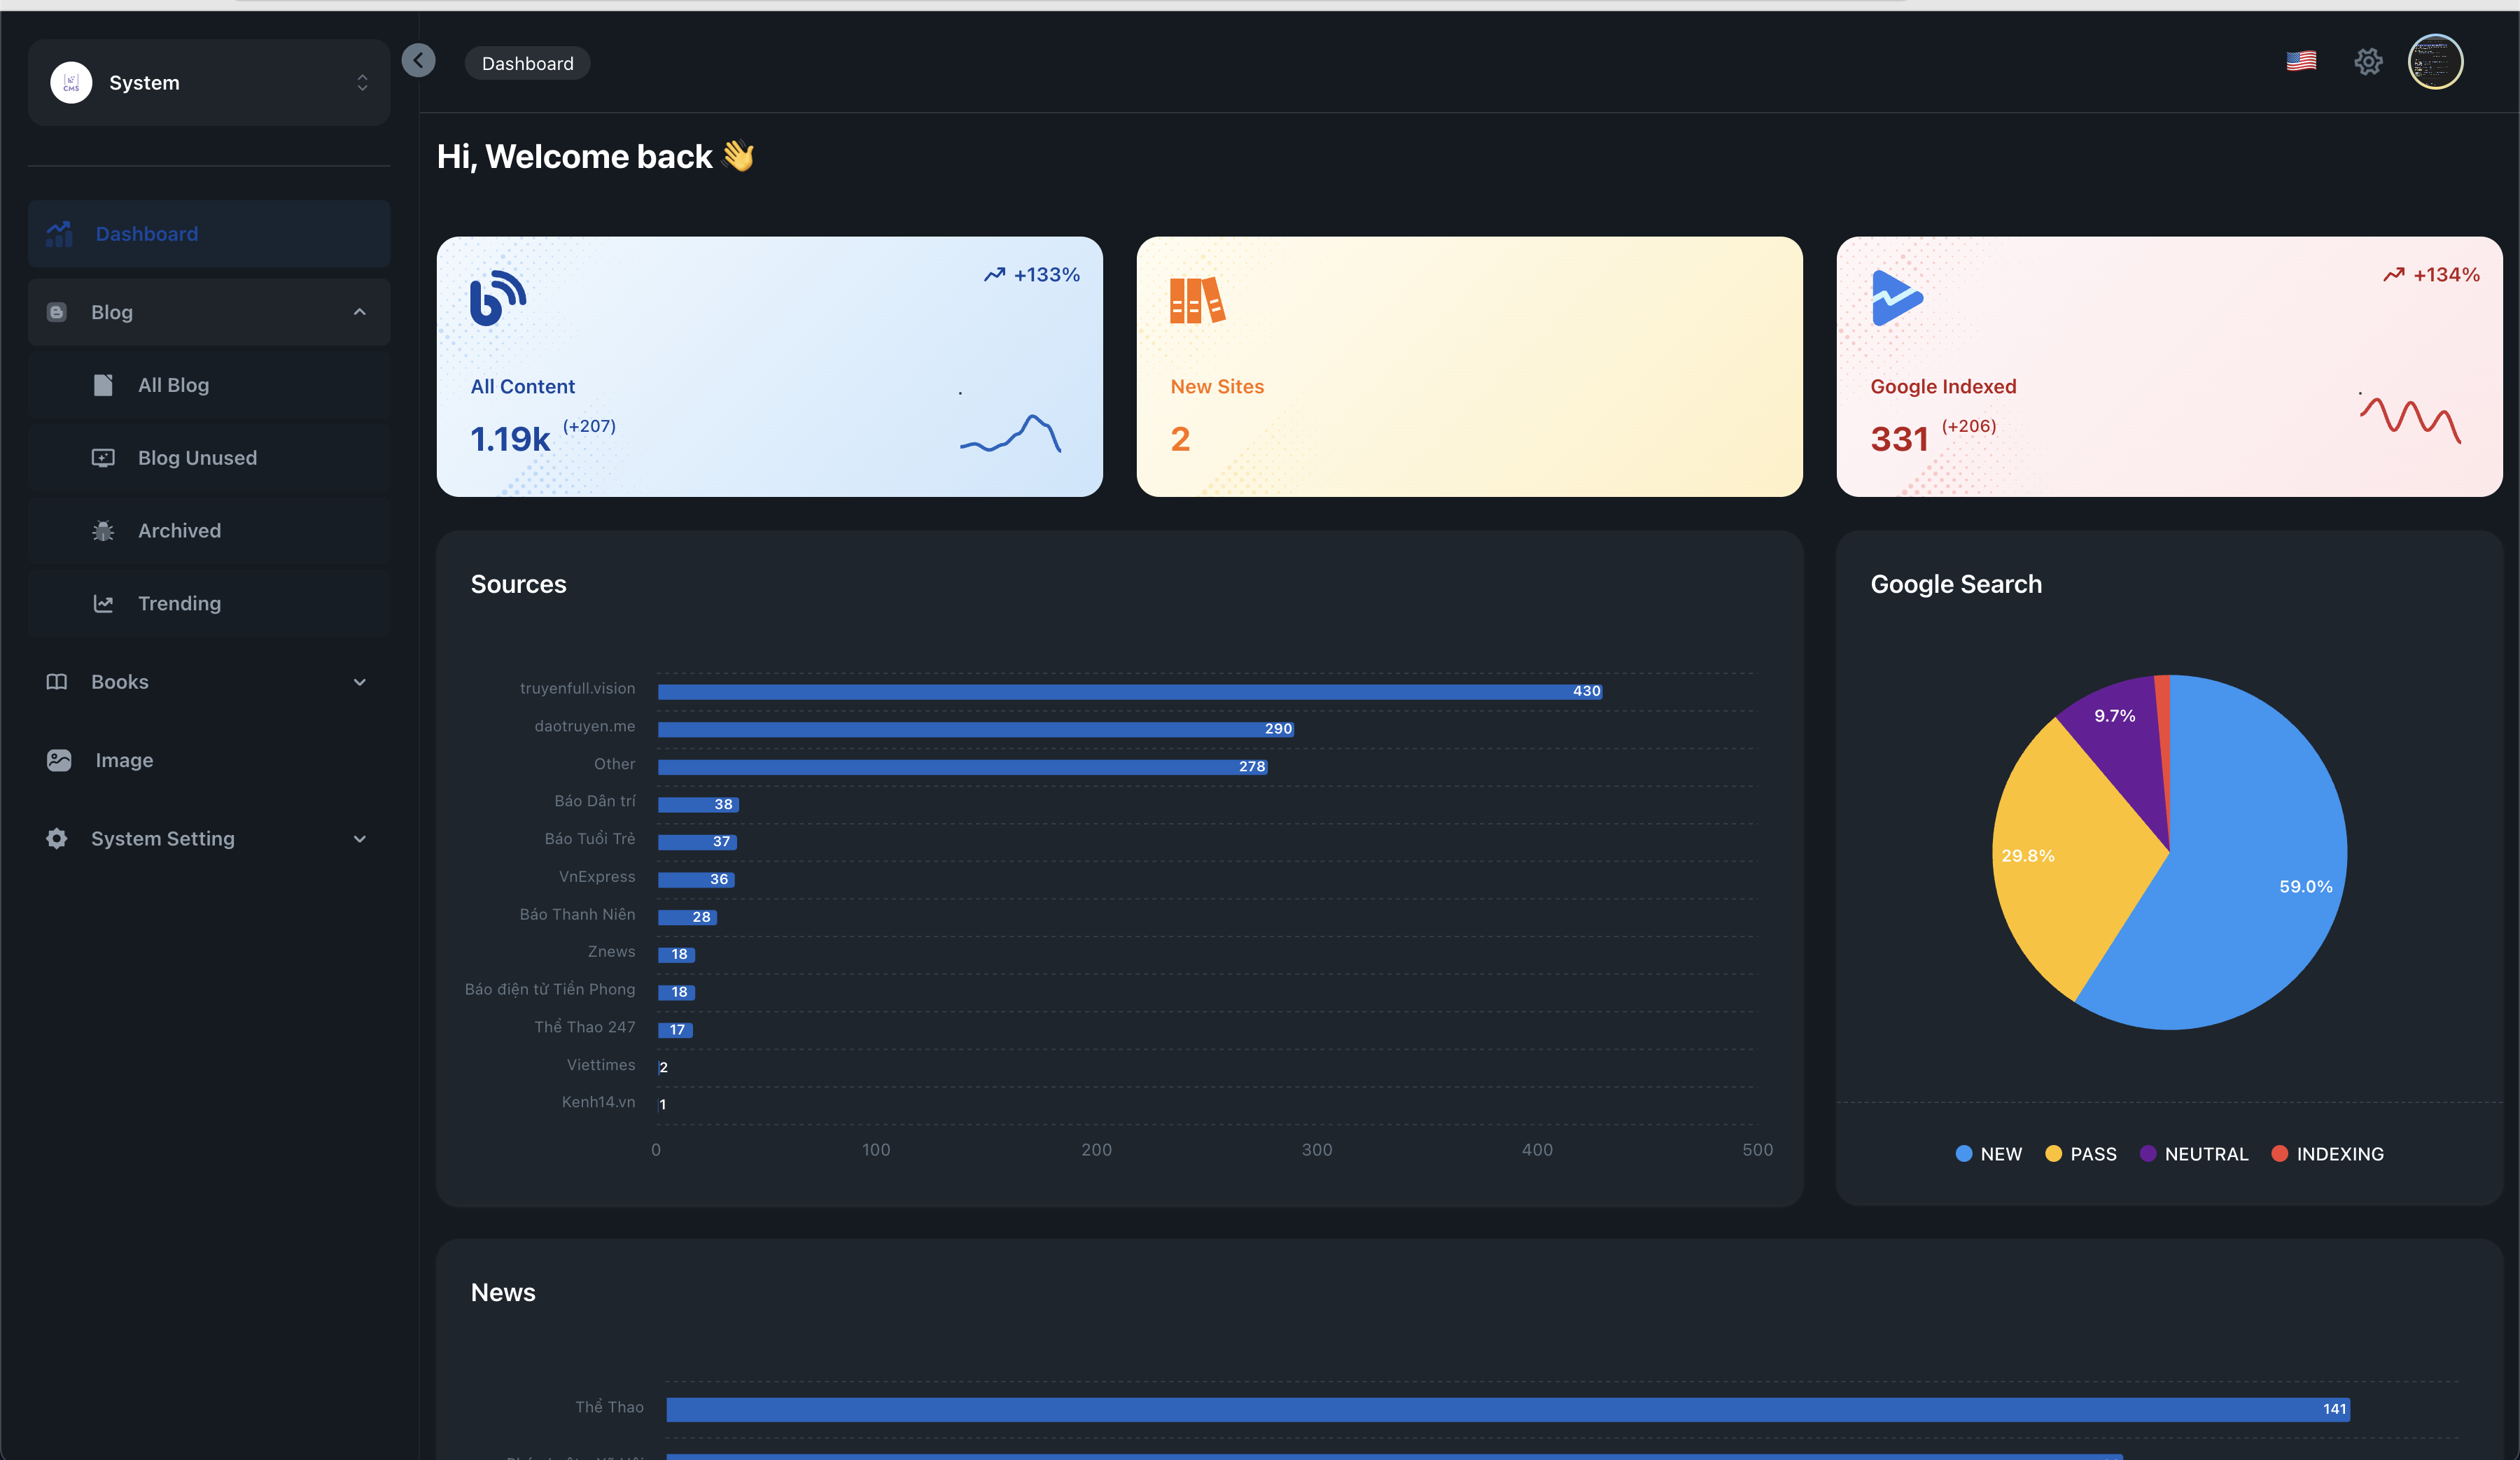 CMS
System
Dashboard
Hi, Welcome back 👋
Dashboard
Blog
All Blog
Blog Unused
Archived
Trending
Books
Image
System Setting
+133%
All Content
1.19k (+207)
New Sites
2
+134%
Google Indexed
331 (+206)
Sources
truyenfull.vision 430
daotruyen.me 290
Other 278
Báo Dân trí 38
Báo Tuổi Trẻ 37
VnExpress 36
Báo Thanh Niên 28
Znews 18
Báo điện tử Tiền Phong 18
Thể Thao 247 17
Viettimes 2
Kenh14.vn 1
0 100 200 300 400 500
Google Search
9.7%
29.8%
59.0%
NEW PASS NEUTRAL INDEXING
News
Thể Thao 141